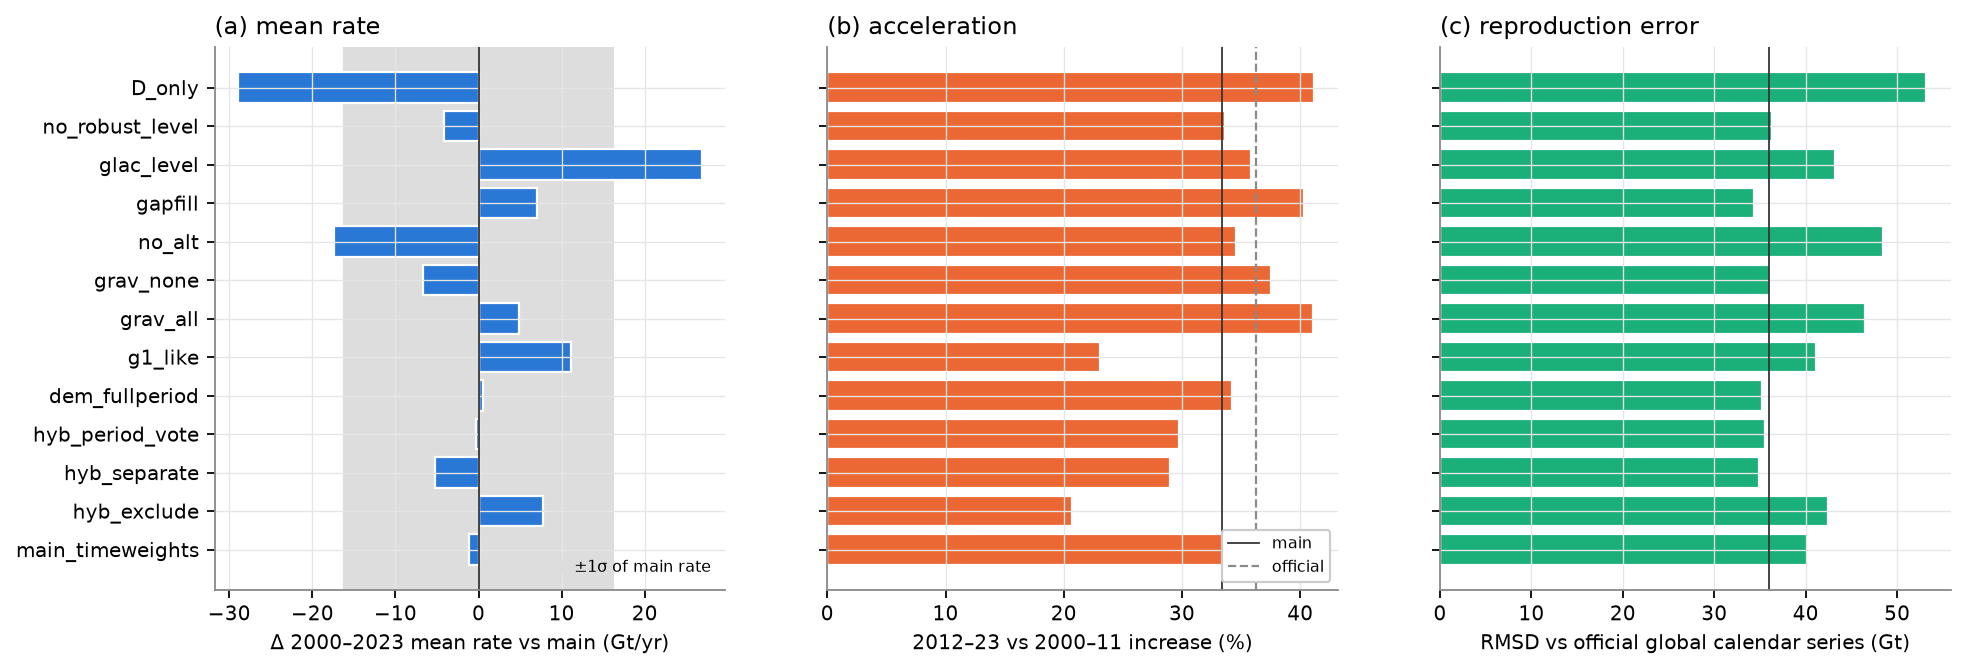 (a) mean rate
D_only
no_robust_level
glac_level
gapfill
no_alt
grav_none
grav_all
g1_like
dem_fullperiod
hyb_period_vote
hyb_separate
hyb_exclude
main_timeweights
±1σ of main rate
−30 −20 −10 0 10 20
Δ 2000–2023 mean rate vs main (Gt/yr)
(b) acceleration
main
official
0 10 20 30 40
2012–23 vs 2000–11 increase (%)
(c) reproduction error
0 10 20 30 40 50
RMSD vs official global calendar series (Gt)